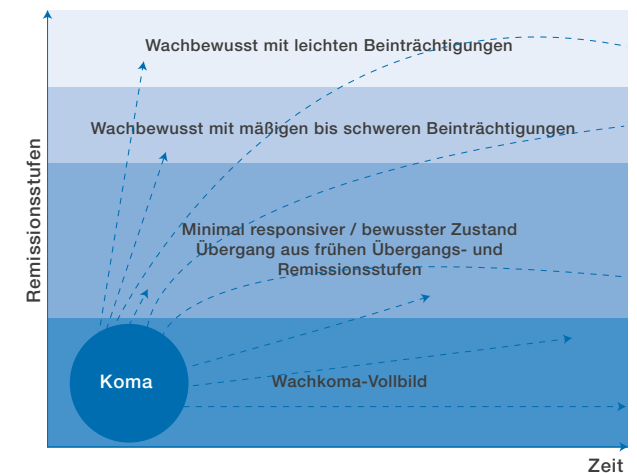 Wachbewusst mit leichten Beinträchtigungen
Wachbewusst mit mäßigen bis schweren Beinträchtigungen
Remissionsstufen
Minimal responsiver / bewusster Zustand
Übergang aus frühen Übergangs- und
Remissionsstufen
Koma
Wachkoma-Vollbild
Zeit